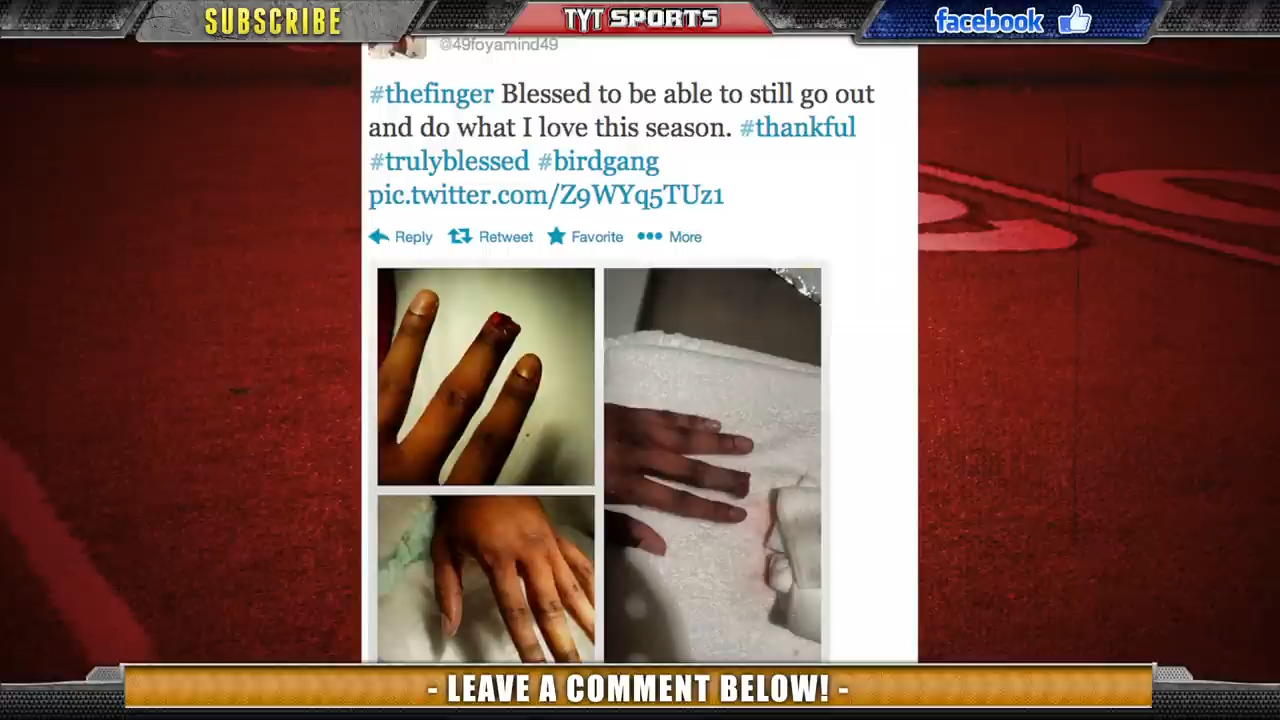 SUBSCRIBE
TYT SPORTS
facebook
@49foyamind49
#thefinger Blessed to be able to still go out
and do what I love this season. #thankful
#trulyblessed #birdgang
pic.twitter.com/Z9WYq5TUz1
Reply Retweet Favorite More
- LEAVE A COMMENT BELOW! -